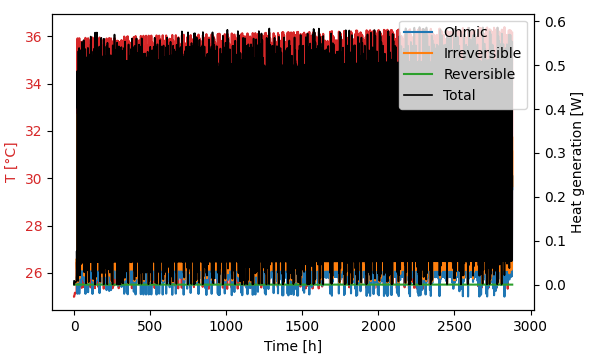 36
34
32
30
28
26
T [°C]
0.6
0.5
0.4
0.3
0.2
0.1
0.0
Heat generation [W]
Ohmic
Irreversible
Reversible
Total
0 500 1000 1500 2000 2500 3000
Time [h]